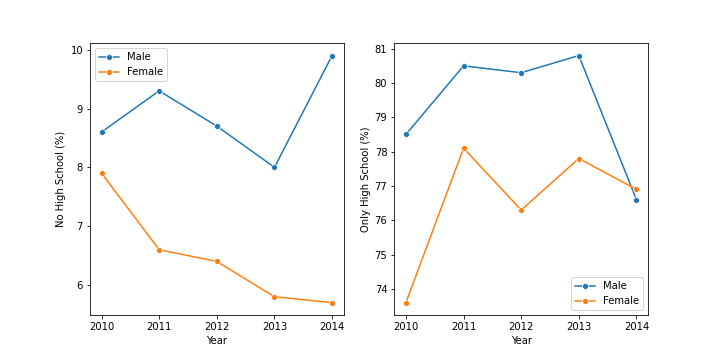 No High School (%)
10
9
8
7
6
Male
Female
2010 2011 2012 2013 2014
Year
Only High School (%)
81
80
79
78
77
76
75
74
Male
Female
2010 2011 2012 2013 2014
Year